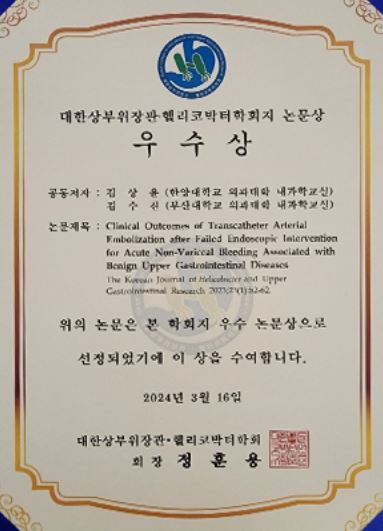 대한상부위장관·헬리코박터학회지 논문상
우 수 상
공동저자 : 김 상 윤 (한양대학교 의과대학 내과학교실)
김 수 진 (부산대학교 의과대학 내과학교실)
논문제목 : Clinical Outcomes of Transcatheter Arterial
Embolization after Failed Endoscopic Intervention
for Acute Non-Variceal Bleeding Associated with
Benign Upper Gastrointestinal Diseases
The Korean Journal of Helicobacter and Upper
Gastrointestinal Research. 2023;23(1):52-62.
위의 논문은 본 학회지 우수 논문상으로
선정되었기에 이 상을 수여합니다.
2024년 3월 16일
대한상부위장관·헬리코박터학회
회 장 정 훈 용